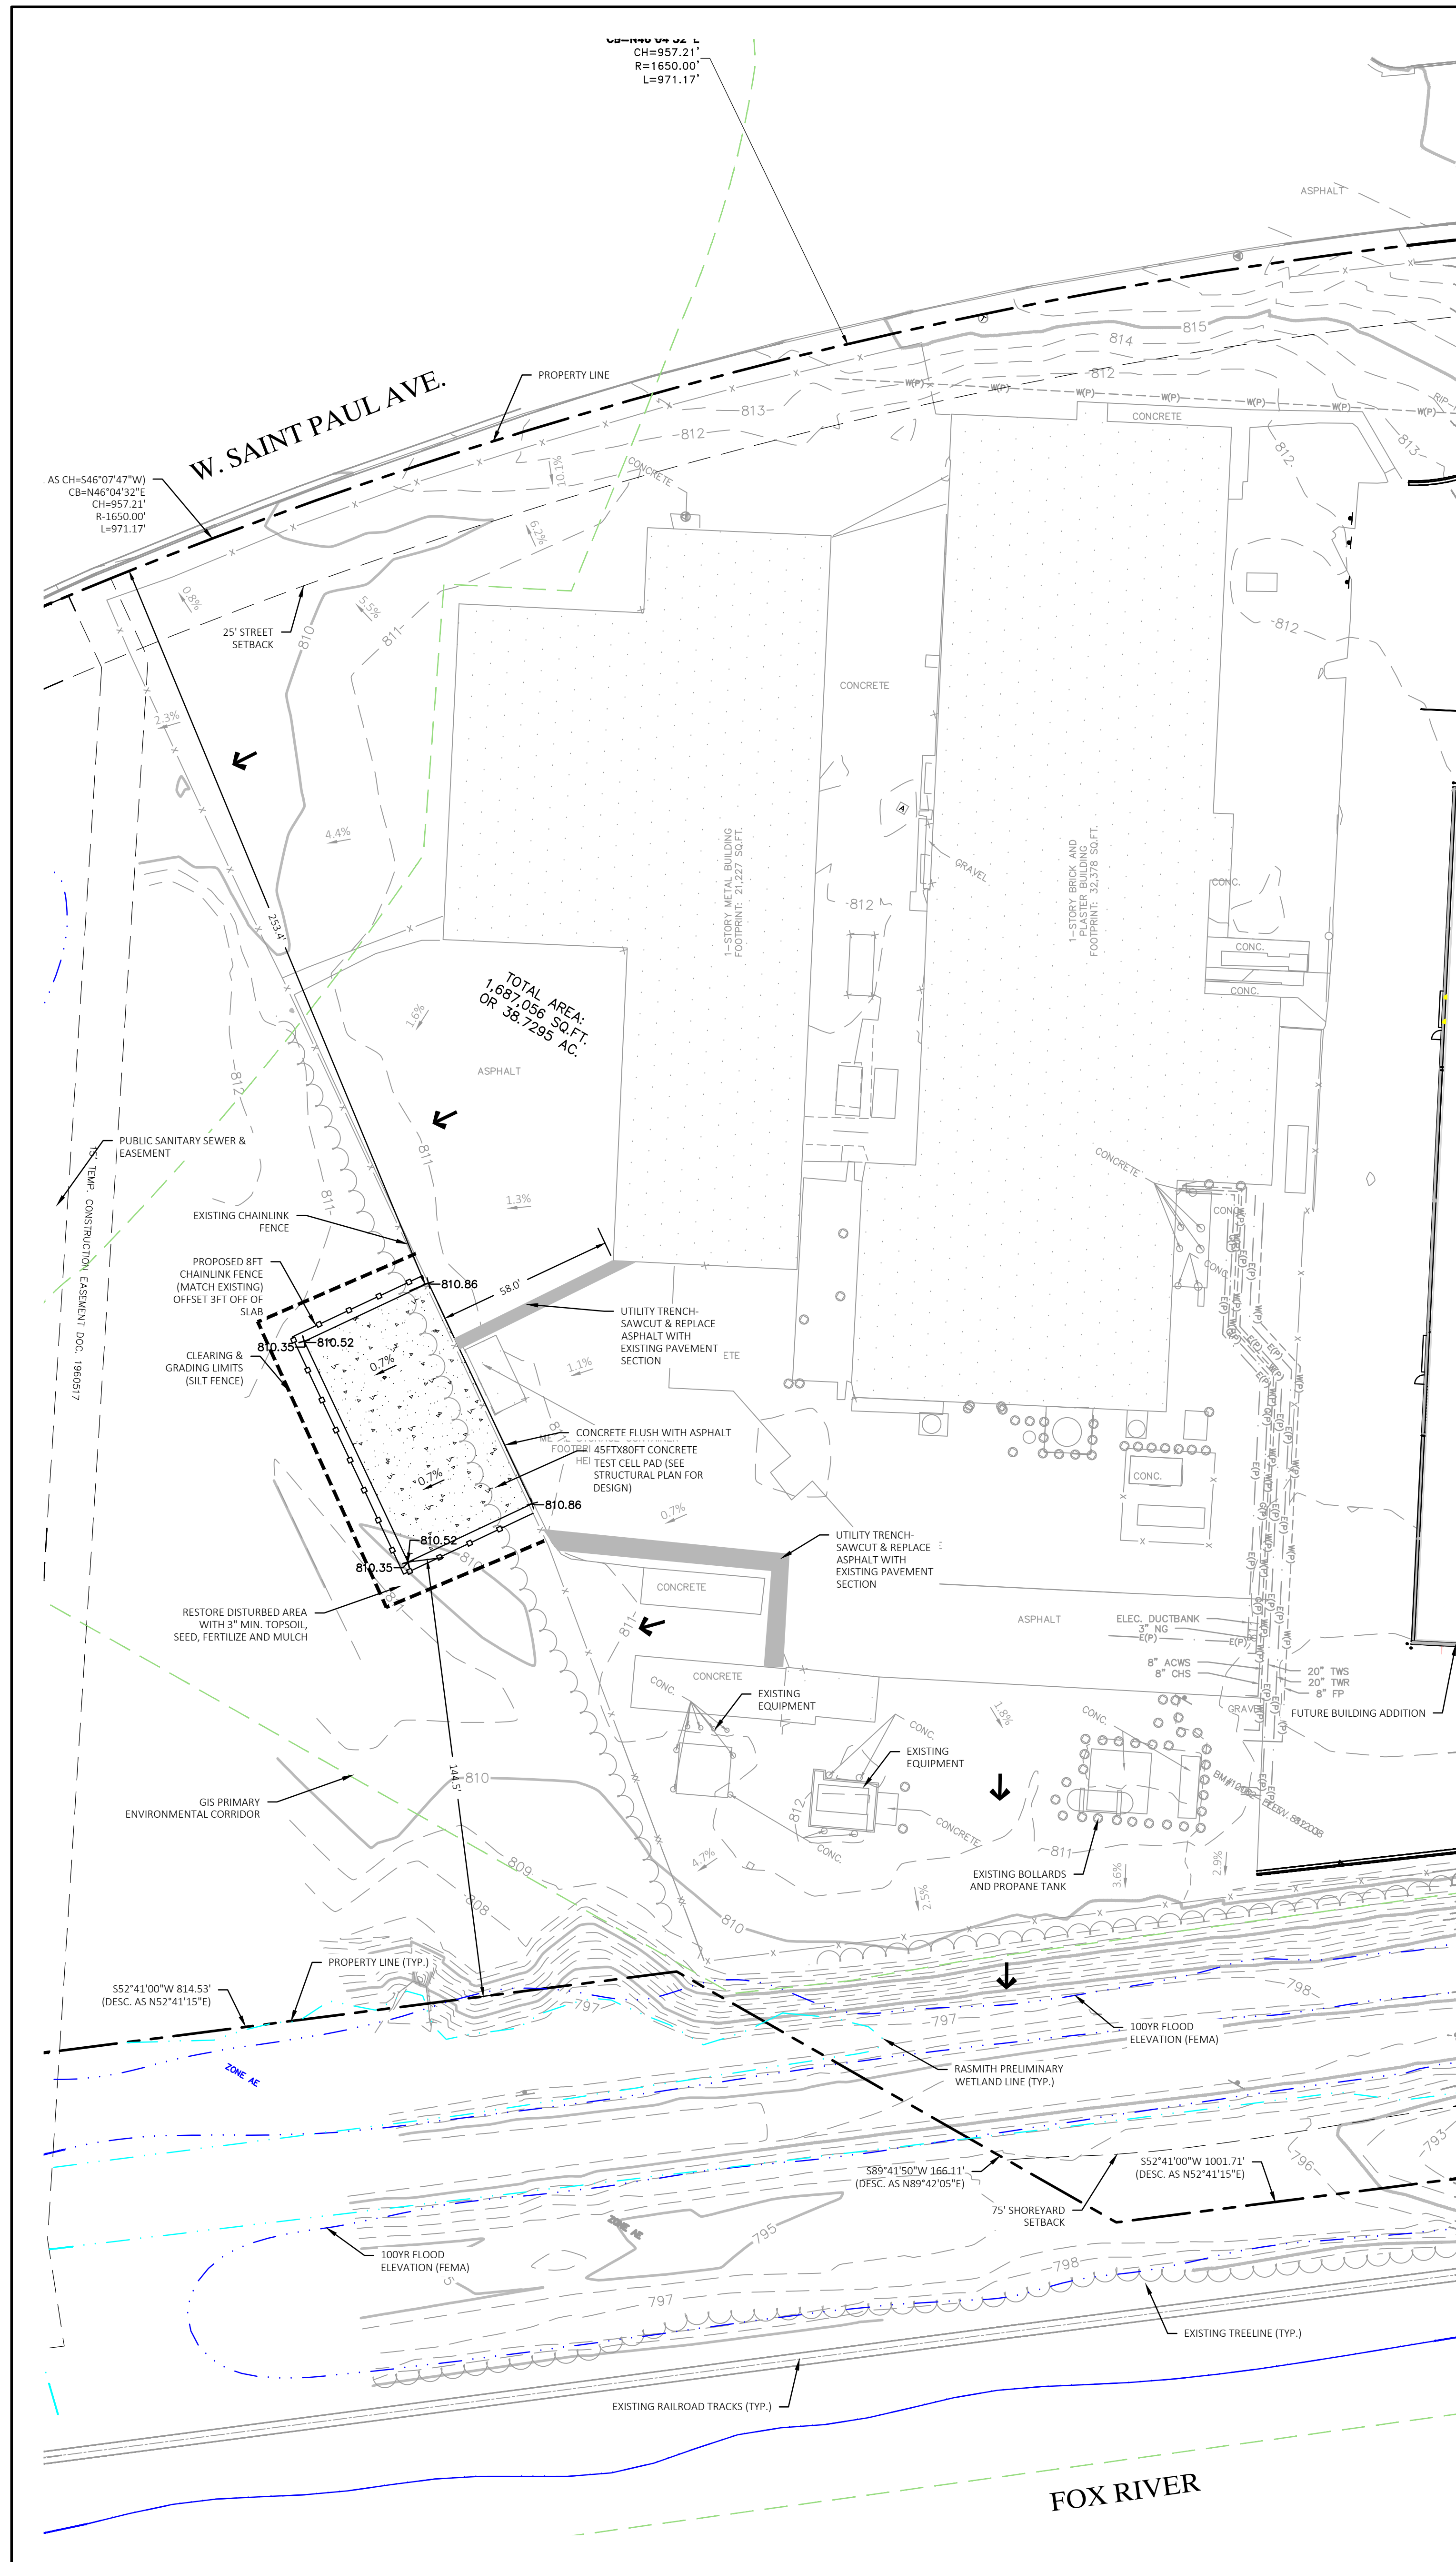 CH=957.21'
R=1650.00'
L=971.17'
ASPHALT
815
814
812
813
812
813
W(P)
W(P)
W(P)
W(P)
W(P)
W(P)
W(P)
RIP
PROPERTY LINE
CONCRETE
W. SAINT PAUL AVE.
AS CH=S46°07'47"W)
CB=N46°04'32"E
CH=957.21'
R-1650.00'
L=971.17'
10.1%
CONCRETE
6.2%
5.5%
0.8%
812
25' STREET
SETBACK
810
811
812
CONCRETE
2.3%
4.4%
A
GRAVEL
1-STORY METAL BUILDING
FOOTPRINT: 21,227 SQ.FT.
1-STORY BRICK AND
PLASTER BUILDING
FOOTPRINT: 32,378 SQ.FT.
CONC.
812
253.4'
CONC.
CONC.
TOTAL AREA:
1,687,056 SQ.FT.
OR 38.7295 AC.
1.6%
ASPHALT
812
PUBLIC SANITARY SEWER &
EASEMENT
15' TEMP. CONSTRUCTION EASEMENT DOC. 1960517
811
811
1.3%
CONCRETE
CONC.
CONC.
EXISTING CHAINLINK
FENCE
PROPOSED 8FT
CHAINLINK FENCE
(MATCH EXISTING)
OFFSET 3FT OFF OF
SLAB
810.86
58.0'
UTILITY TRENCH-
SAWCUT & REPLACE
ASPHALT WITH
EXISTING PAVEMENT
SECTION
ETE
810.35
810.52
CLEARING &
GRADING LIMITS
(SILT FENCE)
0.7%
1.1%
CONCRETE FLUSH WITH ASPHALT
45FTX80FT CONCRETE
TEST CELL PAD (SEE
STRUCTURAL PLAN FOR
DESIGN)
0.7%
CONC.
810.86
0.7%
810.52
810.35
810
UTILITY TRENCH-
SAWCUT & REPLACE
ASPHALT WITH
EXISTING PAVEMENT
SECTION
CONCRETE
RESTORE DISTURBED AREA
WITH 3" MIN. TOPSOIL,
SEED, FERTILIZE AND MULCH
811
ASPHALT
ELEC. DUCTBANK
3" NG
E(P)
E(P)
8" ACWS
8" CHS
20" TWS
20" TWR
8" FP
CONCRETE
CONC.
EXISTING
EQUIPMENT
1.8%
FUTURE BUILDING ADDITION
CONC.
CONC.
EXISTING
EQUIPMENT
144.5'
810
GIS PRIMARY
ENVIRONMENTAL CORRIDOR
812
CONCRETE
CONC.
811
809
808
4.7%
2.5%
3.6%
2.9%
EXISTING BOLLARDS
AND PROPANE TANK
810
PROPERTY LINE (TYP.)
S52°41'00"W 814.53'
(DESC. AS N52°41'15"E)
797
797
798
100YR FLOOD
ELEVATION (FEMA)
ZONE AE
RASMITH PRELIMINARY
WETLAND LINE (TYP.)
793
S89°41'50"W 166.11'
(DESC. AS N89°42'05"E)
S52°41'00"W 1001.71'
(DESC. AS N52°41'15"E)
796
75' SHOREYARD
SETBACK
ZONE AE
795
100YR FLOOD
ELEVATION (FEMA)
798
5
797
EXISTING TREELINE (TYP.)
EXISTING RAILROAD TRACKS (TYP.)
FOX RIVER